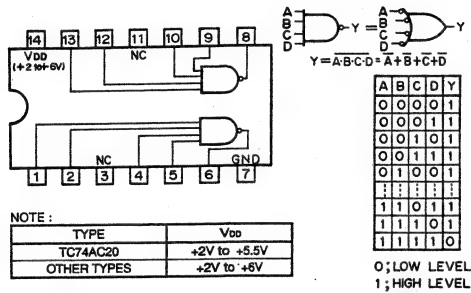 14 13 12 11 10 9 8
VDD
(+2 to +6V)
NC
NC
GND
1 2 3 4 5 6 7
A
B
C
D
Y = Y
A
B
C
D
Y=A·B·C·D=A+B+C+D
A B C D Y
0 0 0 0 1
0 0 0 1 1
0 0 1 0 1
0 0 1 1 1
0 1 0 0 1
1 1 0 1 1
1 1 1 0 1
1 1 1 1 0
0;LOW LEVEL
1;HIGH LEVEL
NOTE:
TYPE VDD
TC74AC20 +2V to +5.5V
OTHER TYPES +2V to +6V